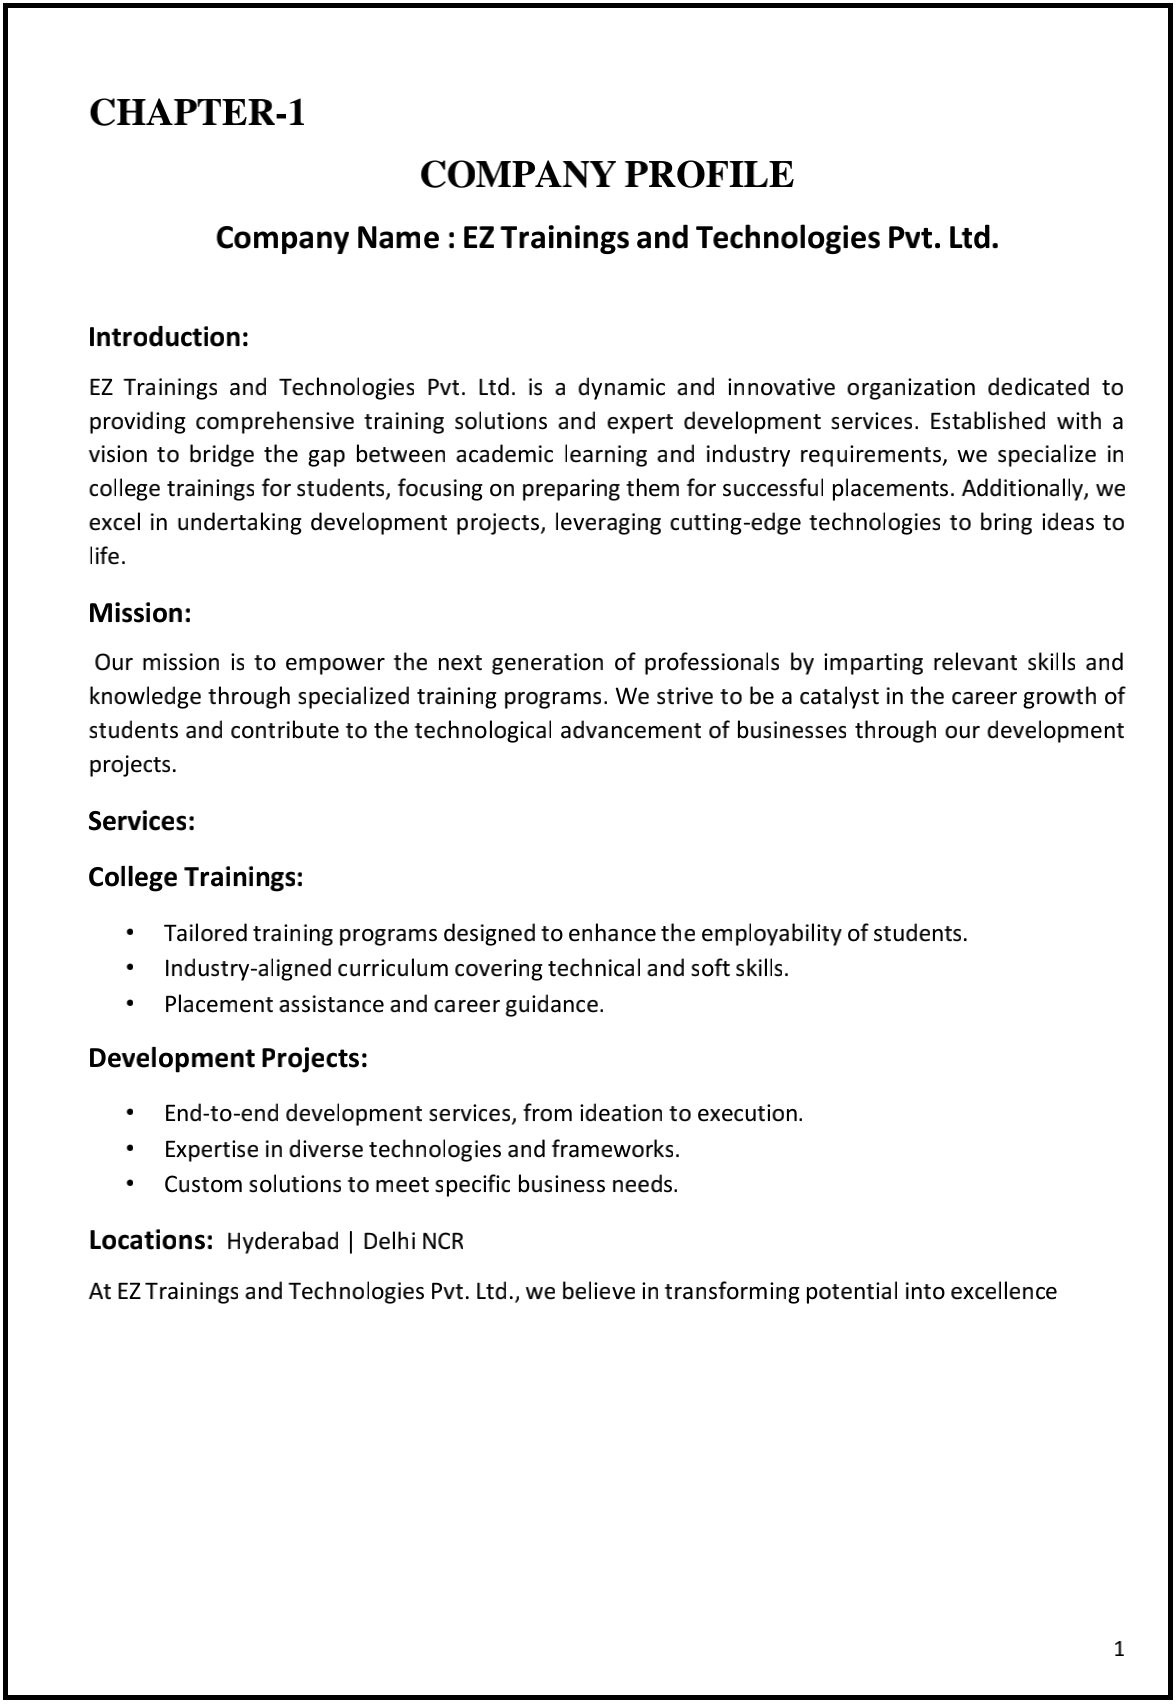 CHAPTER-1
COMPANY PROFILE
Company Name : EZ Trainings and Technologies Pvt. Ltd.
Introduction:
EZ Trainings and Technologies Pvt. Ltd. is a dynamic and innovative organization dedicated to
providing comprehensive training solutions and expert development services. Established with a
vision to bridge the gap between academic learning and industry requirements, we specialize in
college trainings for students, focusing on preparing them for successful placements. Additionally, we
excel in undertaking development projects, leveraging cutting-edge technologies to bring ideas to
life.
Mission:
Our mission is to empower the next generation of professionals by imparting relevant skills and
knowledge through specialized training programs. We strive to be a catalyst in the career growth of
students and contribute to the technological advancement of businesses through our development
projects.
Services:
College Trainings:
• Tailored training programs designed to enhance the employability of students.
• Industry-aligned curriculum covering technical and soft skills.
• Placement assistance and career guidance.
Development Projects:
• End-to-end development services, from ideation to execution.
• Expertise in diverse technologies and frameworks.
• Custom solutions to meet specific business needs.
Locations: Hyderabad | Delhi NCR
At EZ Trainings and Technologies Pvt. Ltd., we believe in transforming potential into excellence
1